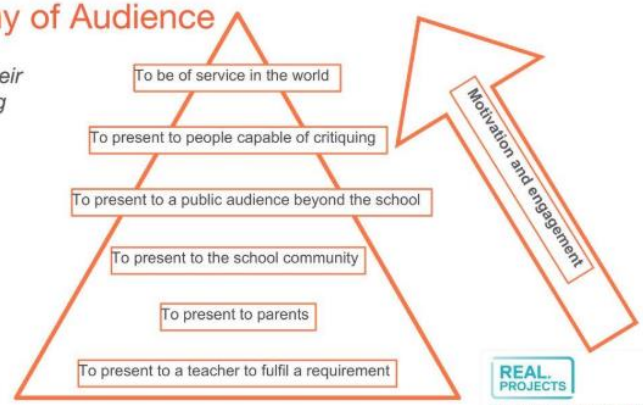 y of Audience
eir
g
To be of service in the world
To present to people capable of critiquing
To present to a public audience beyond the school
To present to the school community
To present to parents
To present to a teacher to fulfil a requirement
Motivation and engagement
REAL.
PROJECTS